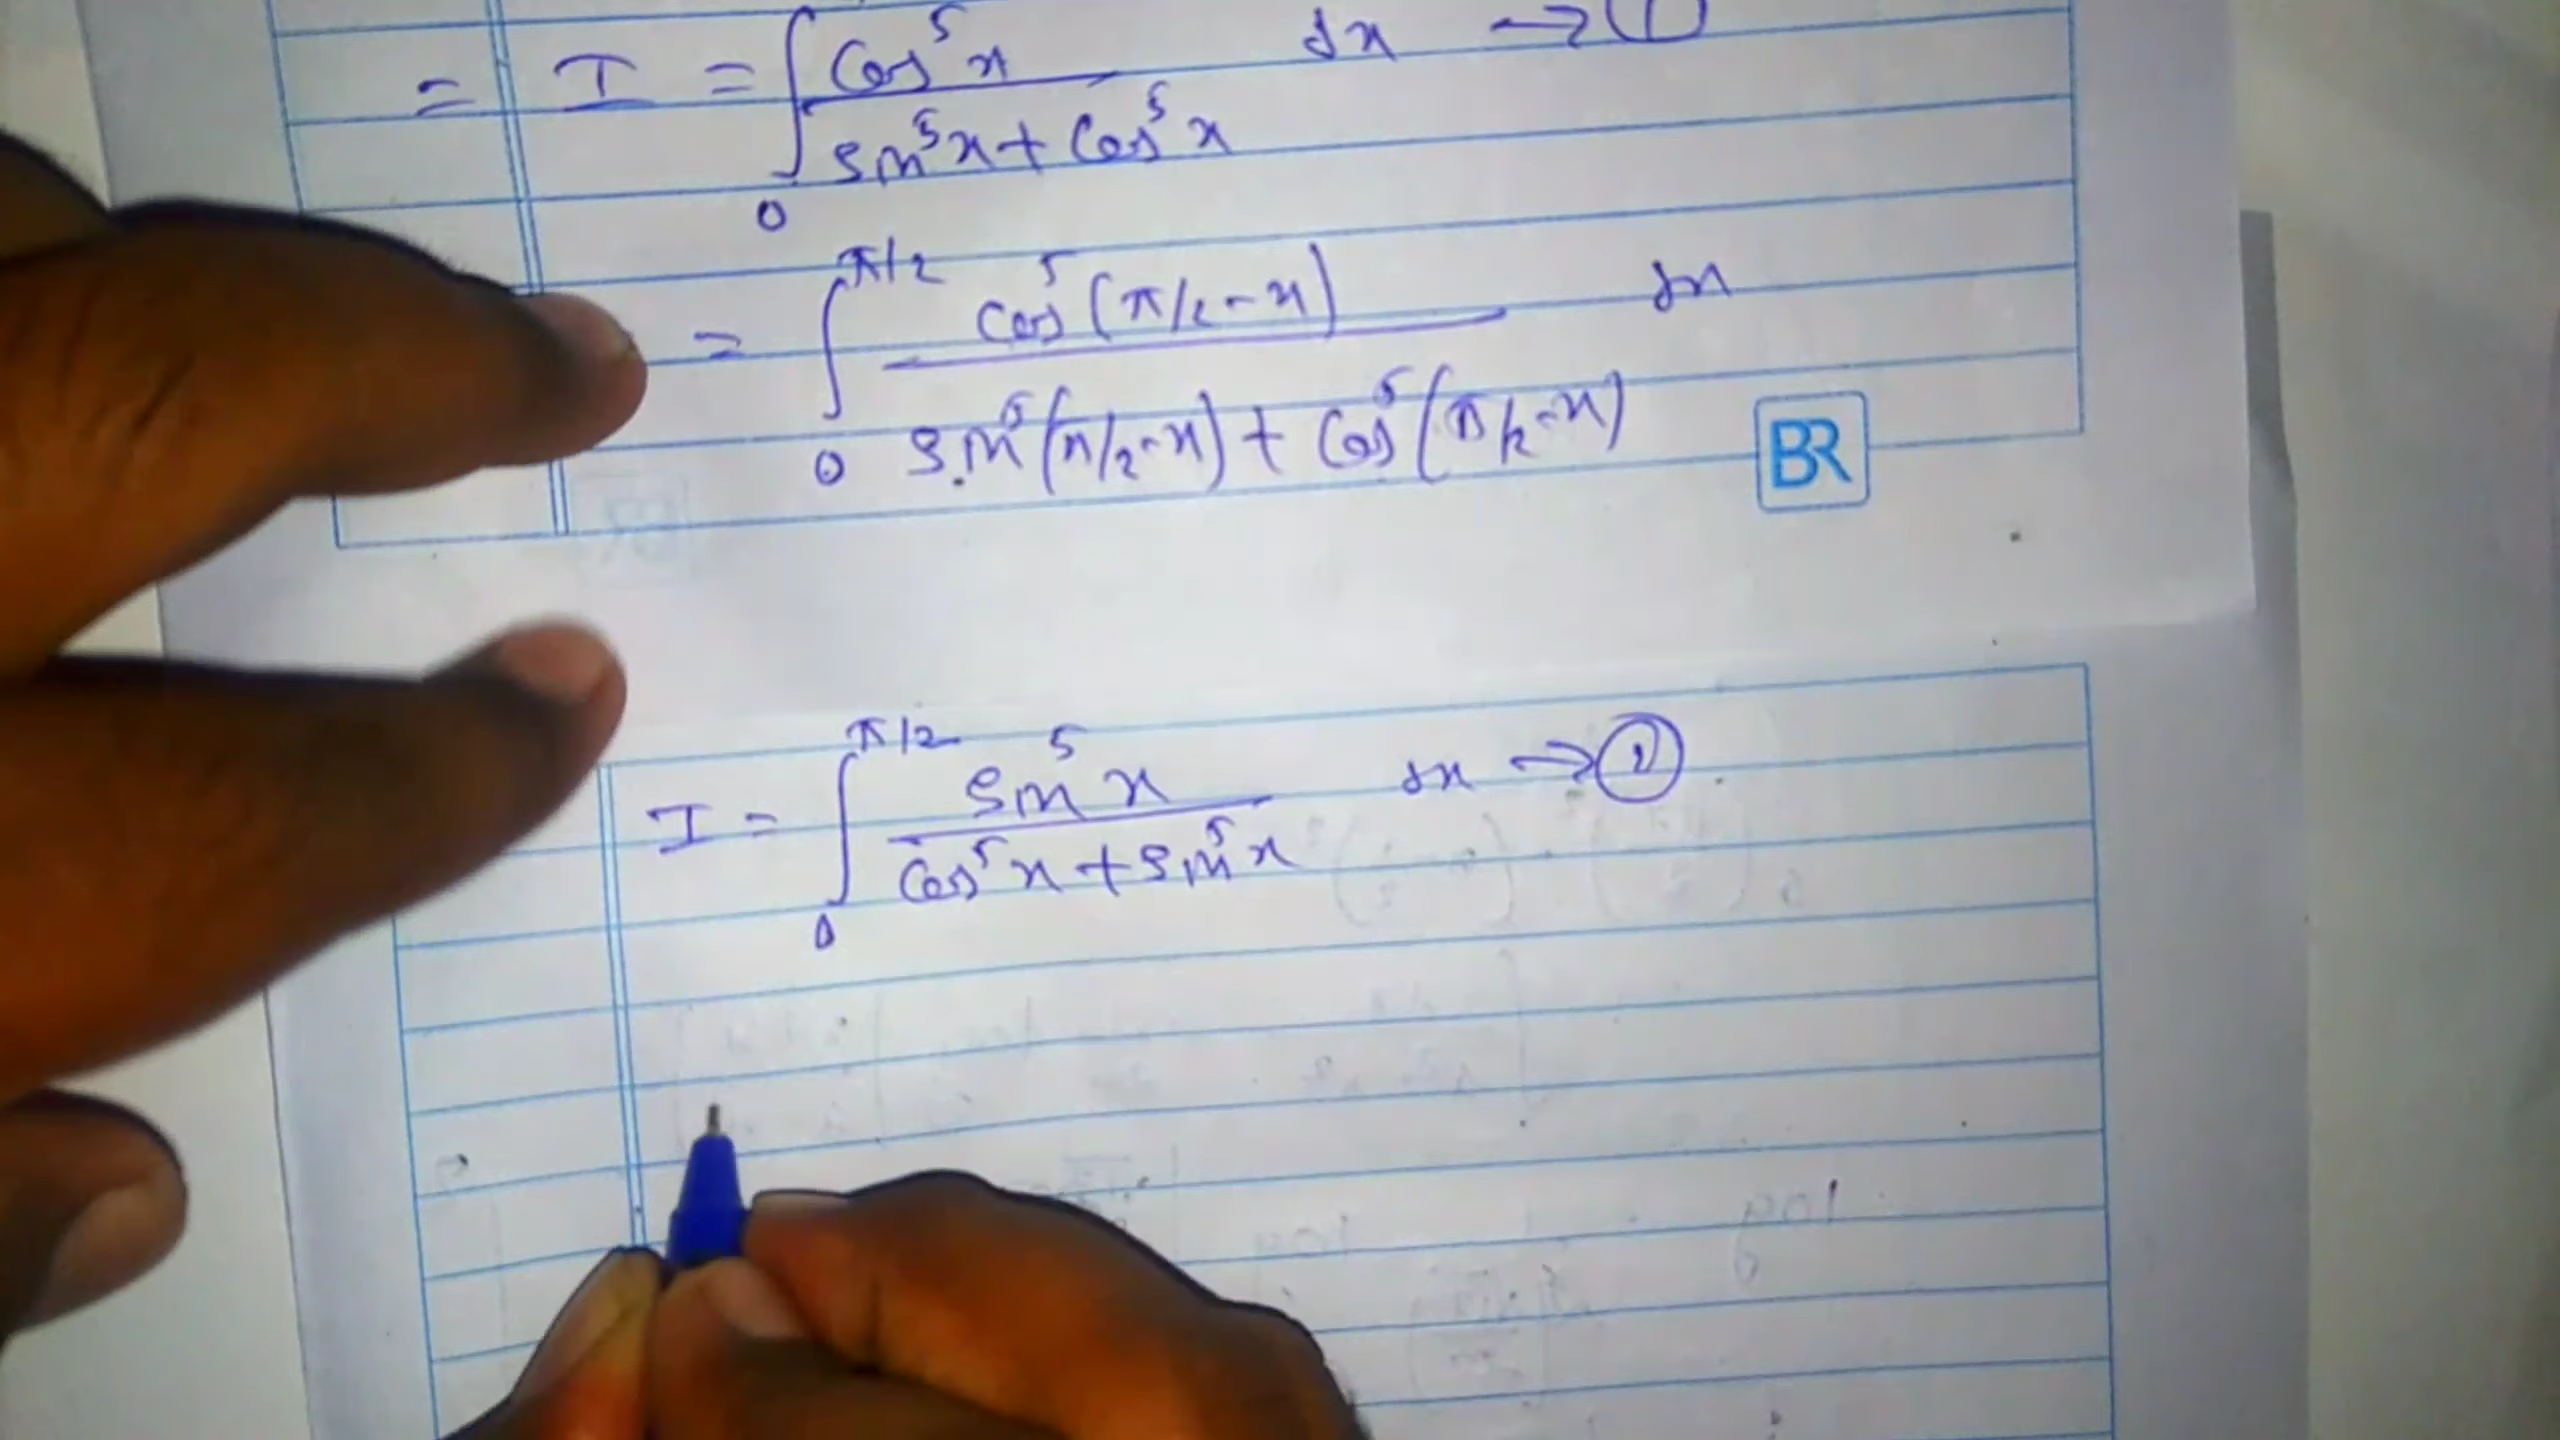 = I = ∫ cos⁵x dx → ①
sin⁵x + cos⁵x
0
π/2
= ∫ cos⁵(π/2-x) dx
0 sin⁵(π/2-x) + cos⁵(π/2-x)
BR
π/2
I = ∫ sin⁵x dx → ②
cos⁵x + sin⁵x
0